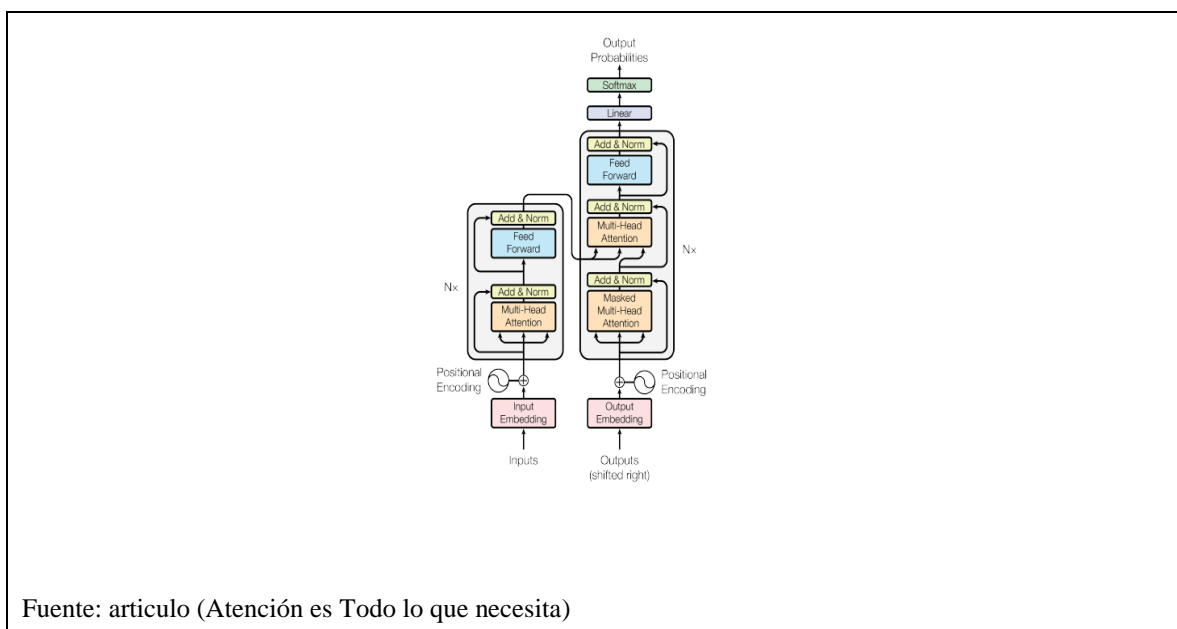 Output
Probabilities
Softmax
Linear
Add & Norm
Feed
Forward
Add & Norm
Multi-Head
Attention
Add & Norm
Masked
Multi-Head
Attention
Nx
Add & Norm
Feed
Forward
Add & Norm
Multi-Head
Attention
Nx
Positional
Encoding
Positional
Encoding
Input
Embedding
Output
Embedding
Inputs
Outputs
(shifted right)
Fuente: articulo (Atención es Todo lo que necesita)